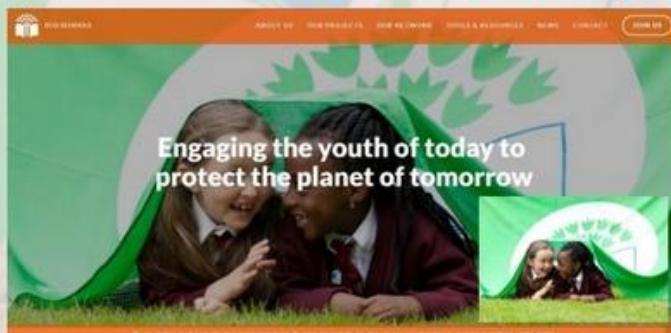 ECO-SCHOOLS
ABOUT US OUR PROJECTS OUR NETWORK TOOLS & RESOURCES NEWS CONTACT JOIN US
Engaging the youth of today to
protect the planet of tomorrow